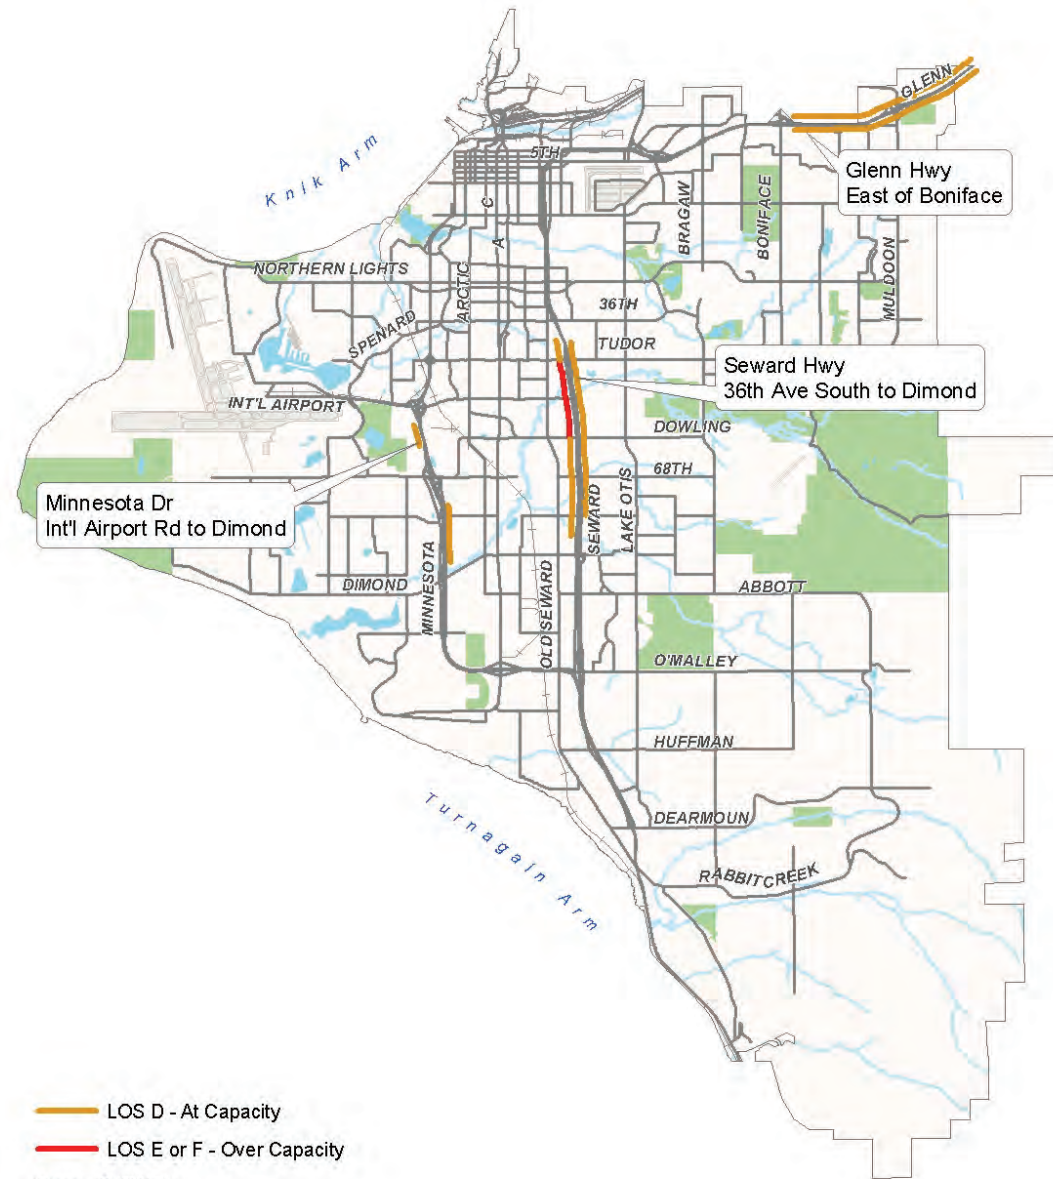 GLENN
Glenn Hwy
East of Boniface
Knik Arm
5TH
C
A
BRAGAW
BONIFACE
MULDOON
NORTHERN LIGHTS
ARCTIC
36TH
SPENARD
TUDOR
Seward Hwy
36th Ave South to Dimond
INT'L AIRPORT
DOWLING
68TH
Minnesota Dr
Int'l Airport Rd to Dimond
SEWARD
LAKE OTIS
MINNESOTA
DIMOND
ABBOTT
OLD SEWARD
O'MALLEY
HUFFMAN
Turnagain Arm
DEARMOUN
RABBITCREEK
LOS D - At Capacity
LOS E or F - Over Capacity